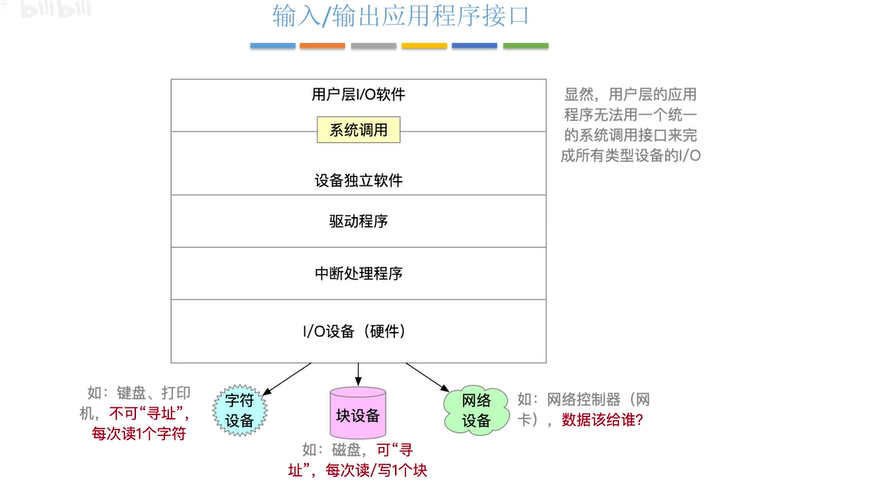 bilibili
输入/输出应用程序接口
用户层I/O软件
系统调用
设备独立软件
驱动程序
中断处理程序
I/O设备（硬件）
显然，用户层的应用
程序无法用一个统一
的系统调用接口来完
成所有类型设备的I/O
如：键盘、打印
机，不可“寻址”，
每次读1个字符
字符
设备
块设备
如：磁盘，可“寻
址”，每次读/写1个块
网络
设备
如：网络控制器（网
卡），数据该给谁？